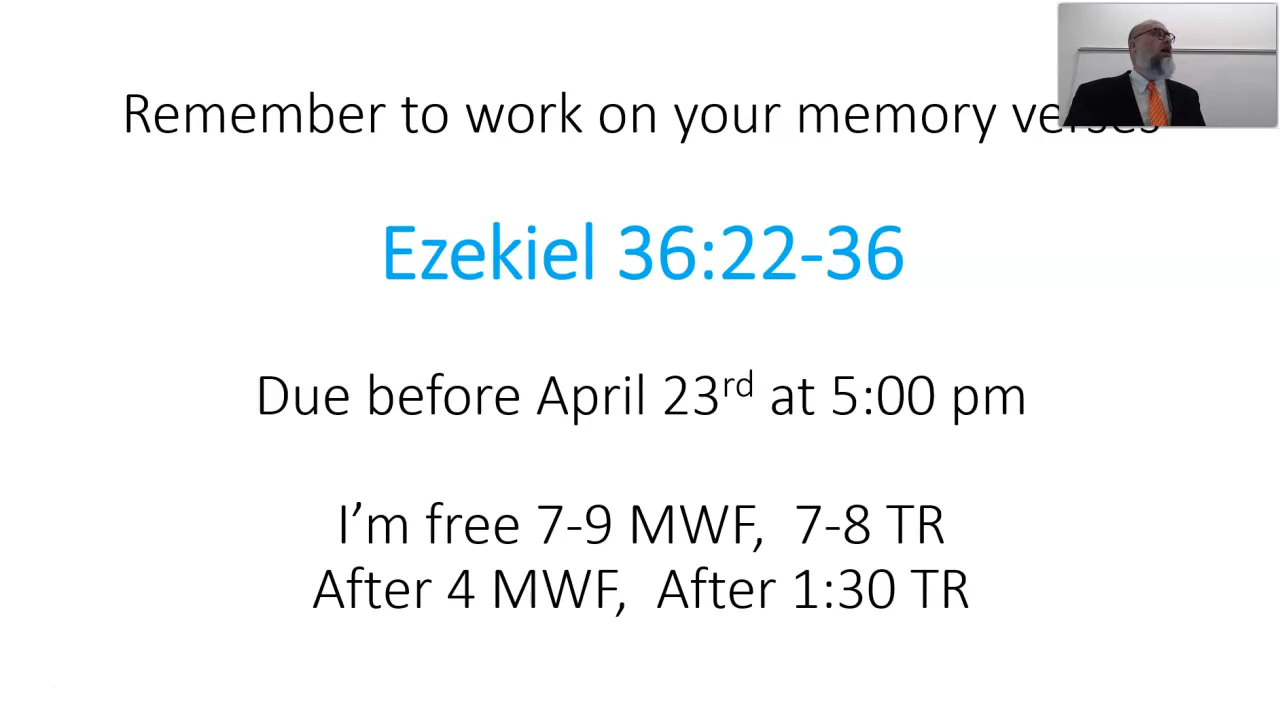 Remember to work on your memory verses
Ezekiel 36:22-36
Due before April 23rd at 5:00 pm
I’m free 7-9 MWF,  7-8 TR
After 4 MWF,  After 1:30 TR